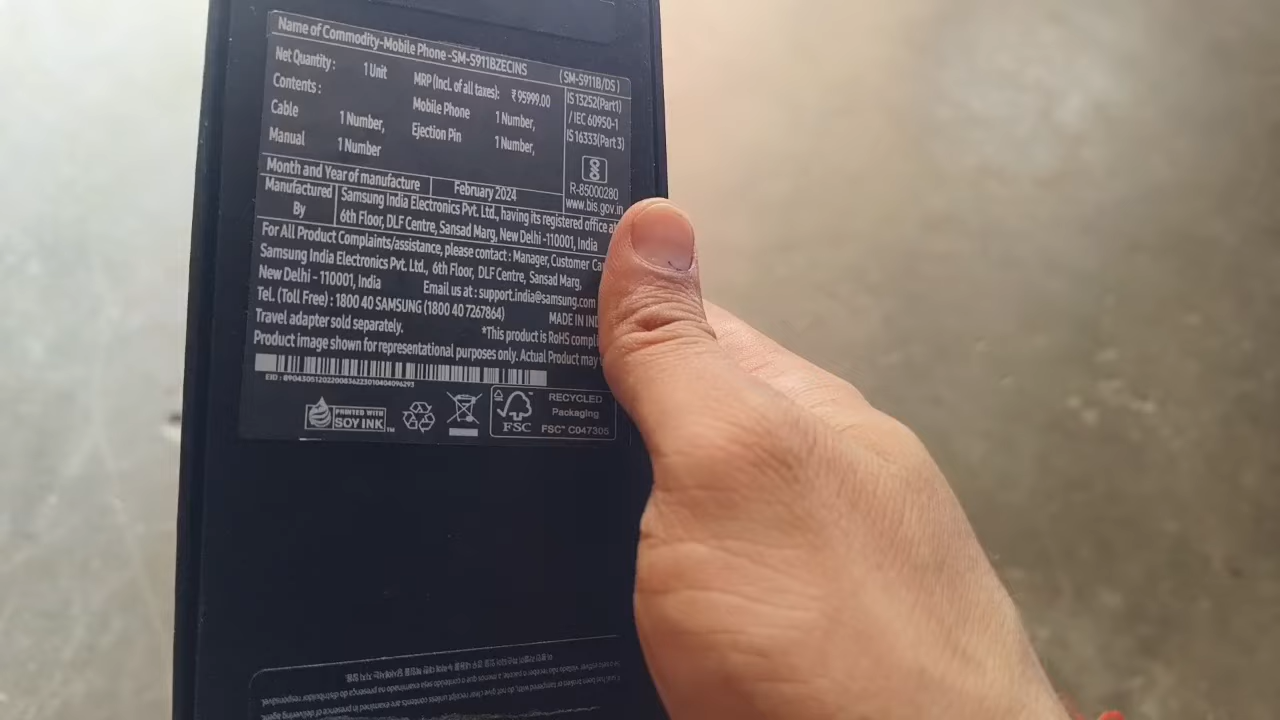 Name of Commodity-Mobile Phone -SM-S911BZECINS (SM-S911B/DS)
Net Quantity : 1 Unit MRP (Incl. of all taxes): ₹ 95999.00
Contents :
Mobile Phone 1 Number,
Cable 1 Number,
Ejection Pin 1 Number,
Manual 1 Number
IS 13252(Part1)
/ IEC 60950-1
IS 16333(Part 3)
R-85000280
www.bis.gov.in
Month and Year of manufacture February 2024
Manufactured By
Samsung India Electronics Pvt. Ltd., having its registered office
6th Floor, DLF Centre, Sansad Marg, New Delhi -110001, India
For All Product Complaints/assistance, please contact : Manager, Customer
Samsung India Electronics Pvt. Ltd., 6th Floor, DLF Centre, Sansad Marg,
New Delhi - 110001, India Email us at : support.india@samsung.com
Tel. (Toll Free) : 1800 40 SAMSUNG (1800 40 7267864) MADE IN
Travel adapter sold separately. *This product is RoHS
Product image shown for representational purposes only. Actual Product may
PRINTED WITH
SOY INK TM
FSC
RECYCLED
Packaging
FSC® C047305